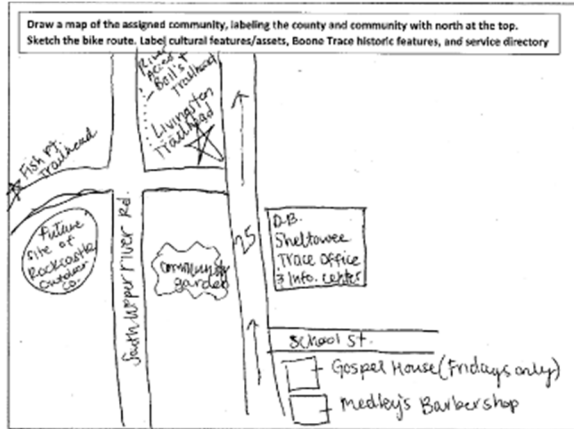 Draw a map of the assigned community, labeling the county and community with north at the top.
Sketch the bike route. Label cultural features/assets, Boone Trace historic features, and service directory
River
Access
Trailhead
Livingston
Trailhead
Fish Pt.
Trailhead
Future
site of
Rockcastle
Outdoor
Co.
South Upper River Rd.
Community
garden
25
D.B.
Sheltowee
Trace Office
& Info. center
School St.
Gospel House (Fridays only)
Medley's Barbershop